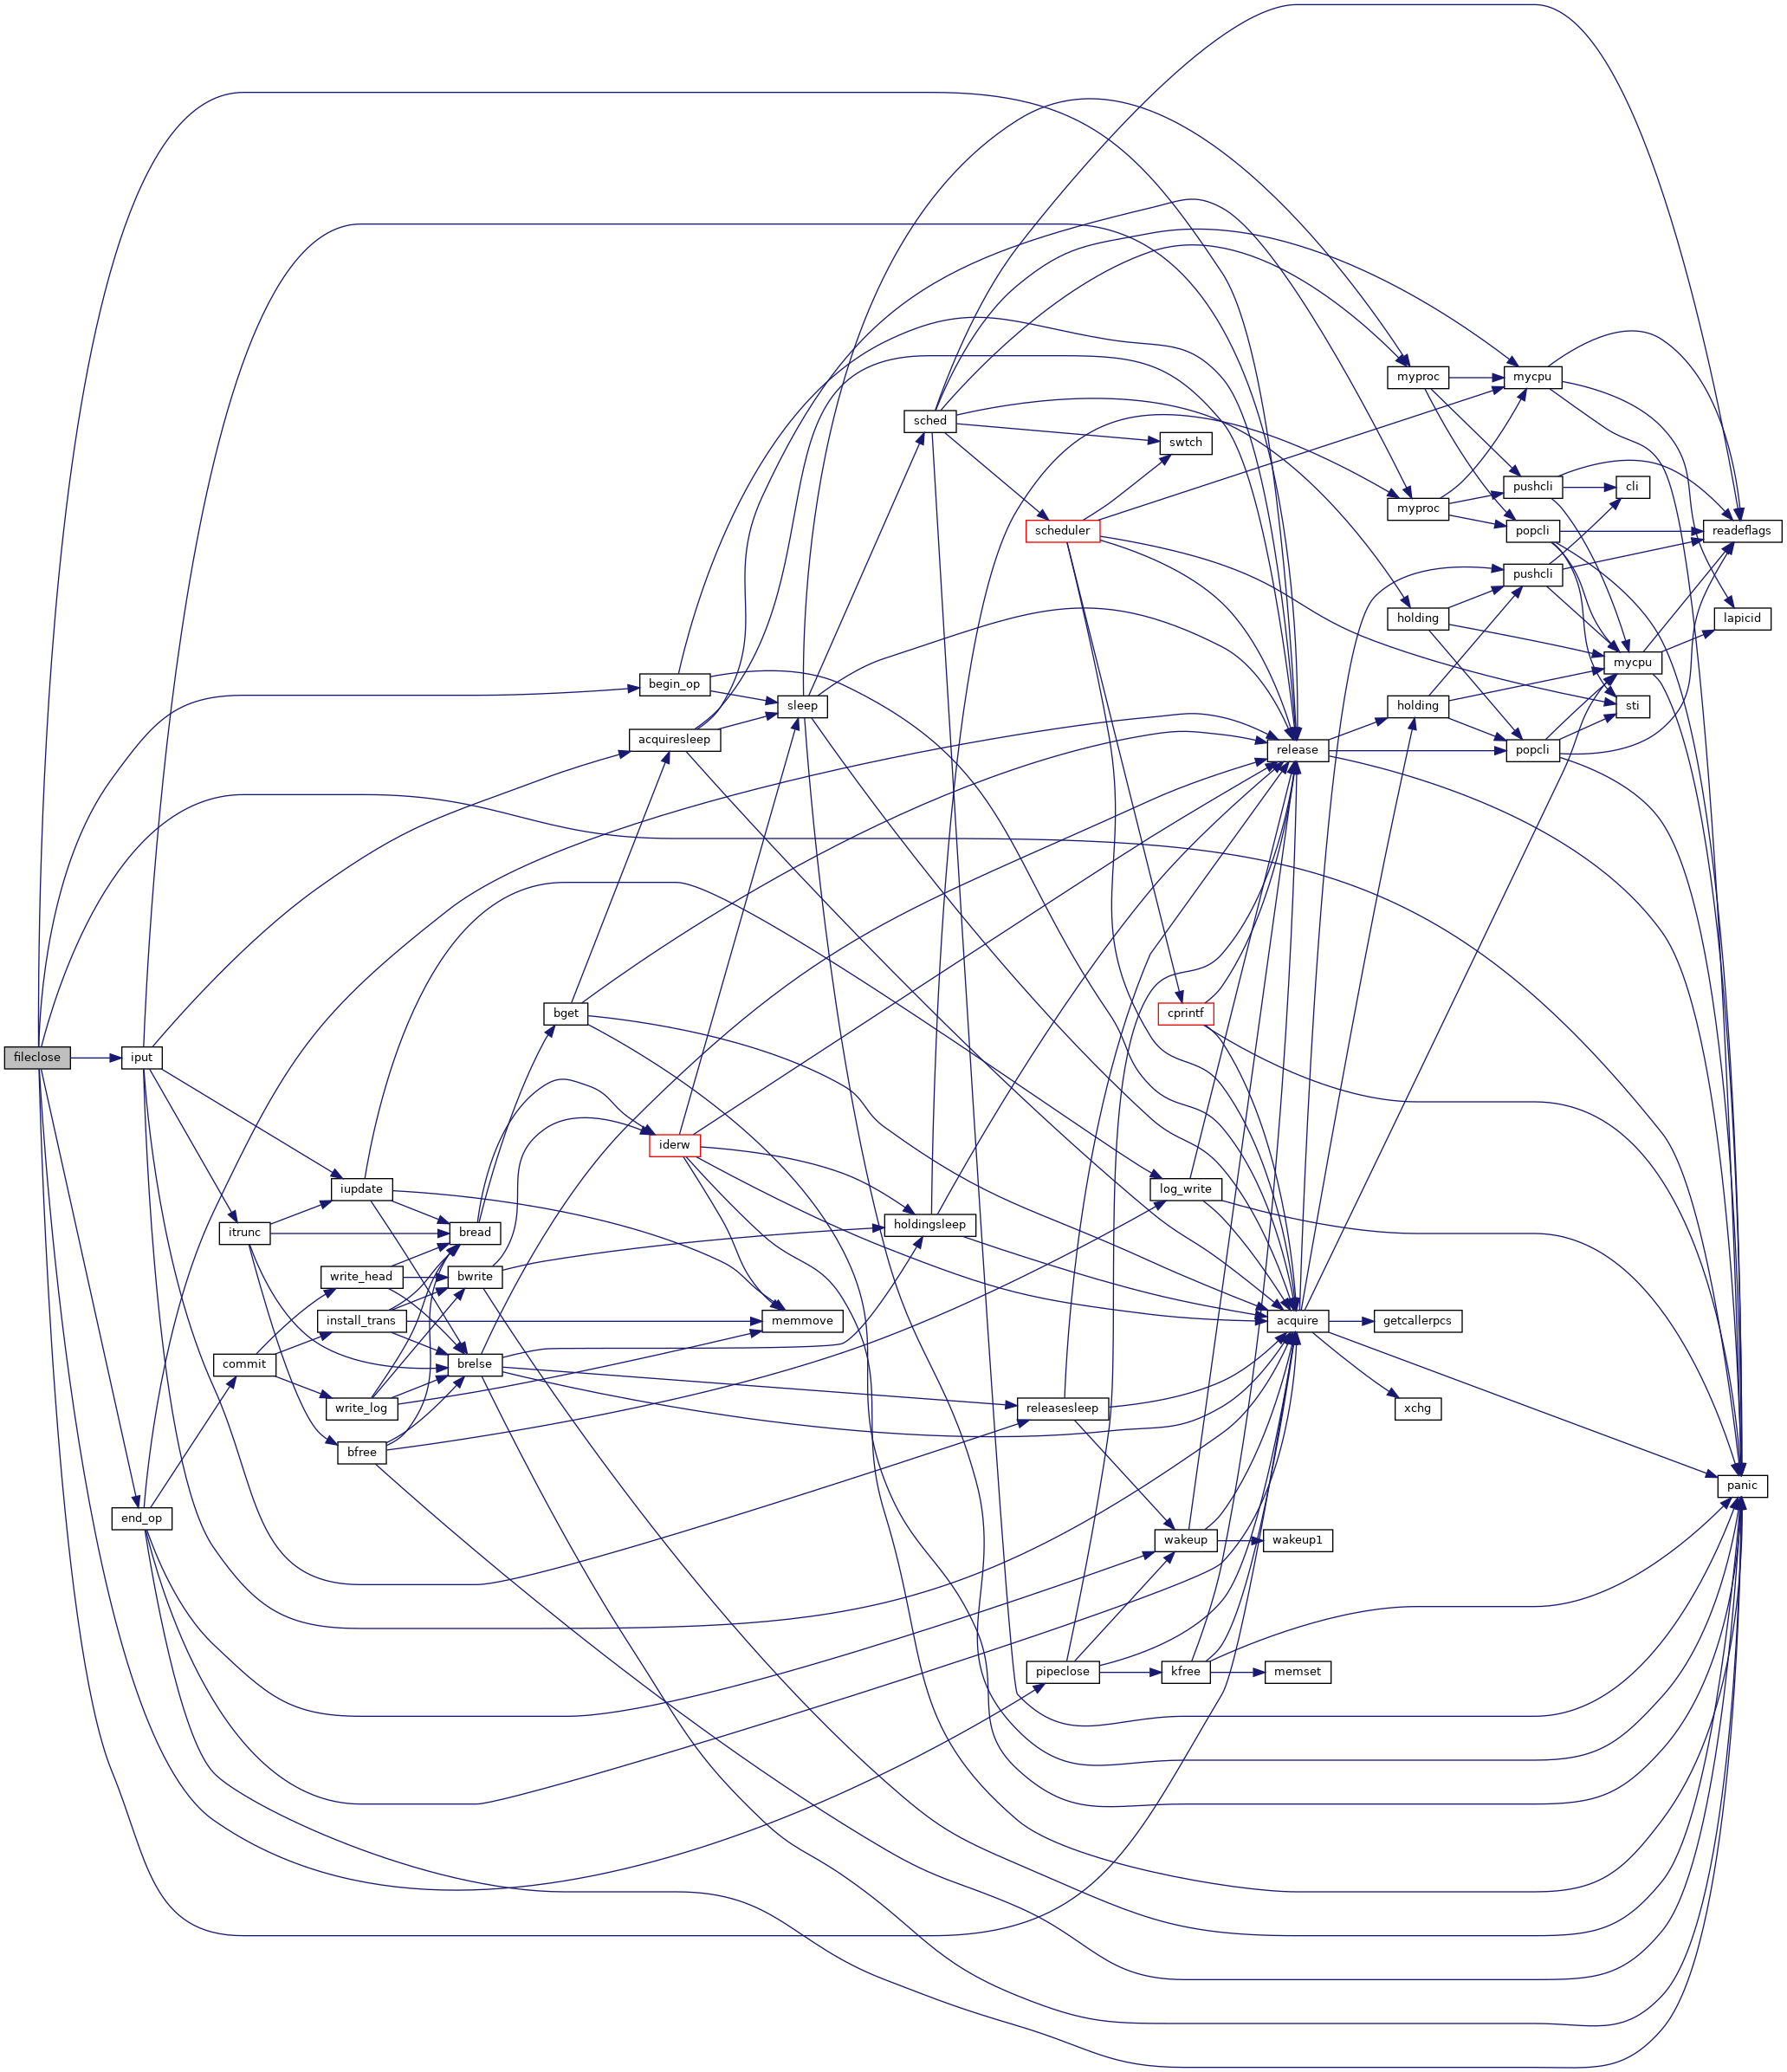 myproc
mycpu
sched
swtch
pushcli
cli
myproc
scheduler
popcli
readeflags
pushcli
holding
lapicid
mycpu
begin_op
sleep
holding
sti
acquiresleep
release
popcli
bget
cprintf
fileclose
iput
iderw
iupdate
log_write
itrunc
bread
holdingsleep
write_head
bwrite
install_trans
memmove
acquire
getcallerpcs
commit
brelse
write_log
releasesleep
xchg
bfree
panic
end_op
wakeup
wakeup1
pipeclose
kfree
memset